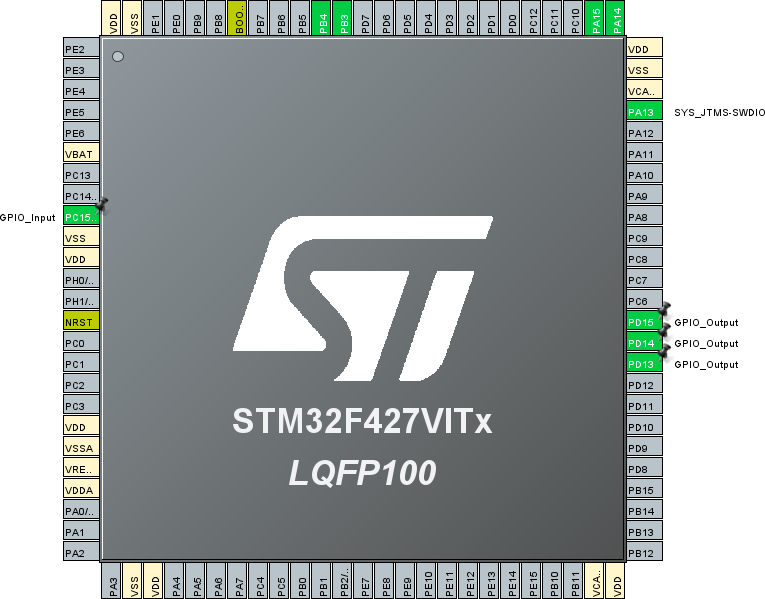 VDD
VSS
PE1
PE0
PB9
PB8
BOO..
PB7
PB6
PB5
PB4
PB3
PD7
PD6
PD5
PD4
PD3
PD2
PD1
PD0
PC12
PC11
PC10
PA15
PA14
PE2
PE3
PE4
PE5
PE6
VBAT
PC13
PC14..
GPIO_Input PC15..
VSS
VDD
PH0/..
PH1/..
NRST
PC0
PC1
PC2
PC3
VDD
VSSA
VRE..
VDDA
PA0/..
PA1
PA2
STM32F427VITx
LQFP100
VDD
VSS
VCA..
PA13 SYS_JTMS-SWDIO
PA12
PA11
PA10
PA9
PA8
PC9
PC8
PC7
PC6
PD15 GPIO_Output
PD14 GPIO_Output
PD13 GPIO_Output
PD12
PD11
PD10
PD9
PD8
PB15
PB14
PB13
PB12
PA3
VSS
VDD
PA4
PA5
PA6
PA7
PC4
PC5
PB0
PB1
PB2/..
PE7
PE8
PE9
PE10
PE11
PE12
PE13
PE14
PE15
PB10
PB11
VCA..
VDD